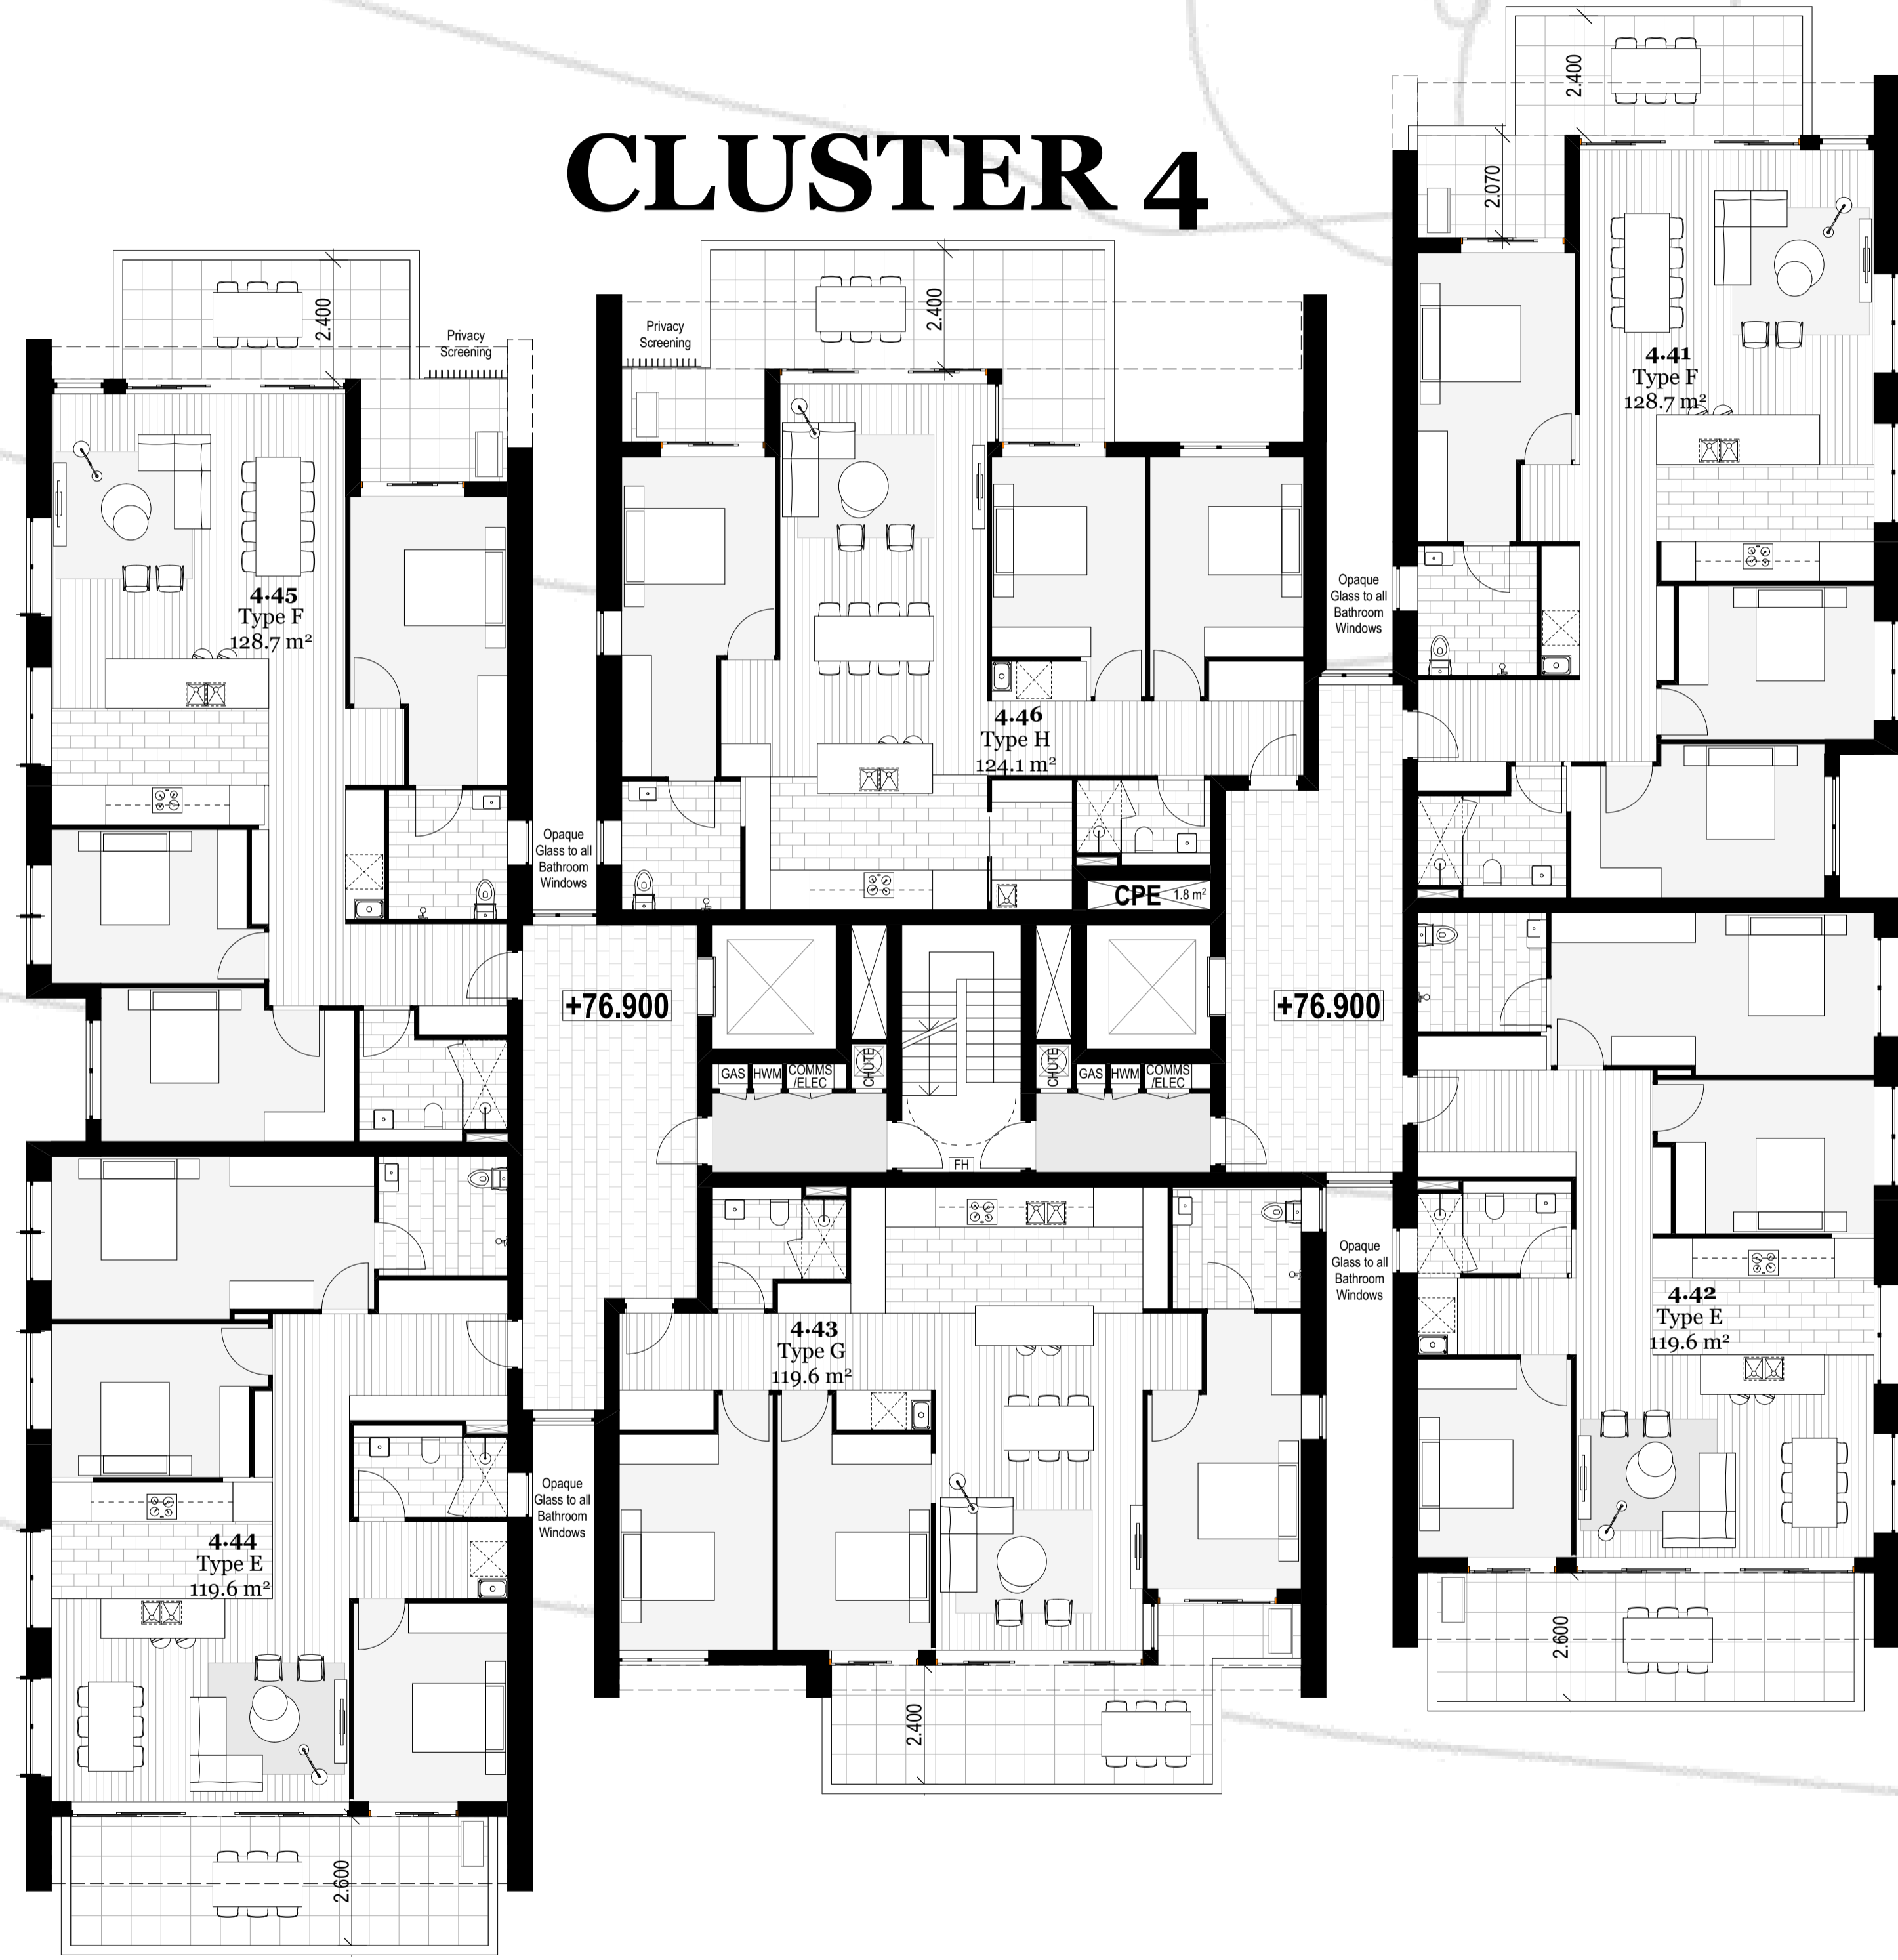 CLUSTER 4
2.400
2.070
4.41
Type F
128.7 m²
2.400
Privacy
Screening
2.400
Privacy
Screening
4.45
Type F
128.7 m²
Opaque
Glass to all
Bathroom
Windows
4.46
Type H
124.1 m²
Opaque
Glass to all
Bathroom
Windows
CPE
1.8 m²
+76.900
+76.900
GAS
HWM
COMMS
/ELEC
CHUTE
CHUTE
GAS
HWM
COMMS
/ELEC
FH
Opaque
Glass to all
Bathroom
Windows
4.42
Type E
119.6 m²
4.43
Type G
119.6 m²
Opaque
Glass to all
Bathroom
Windows
4.44
Type E
119.6 m²
2.600
2.400
2.600